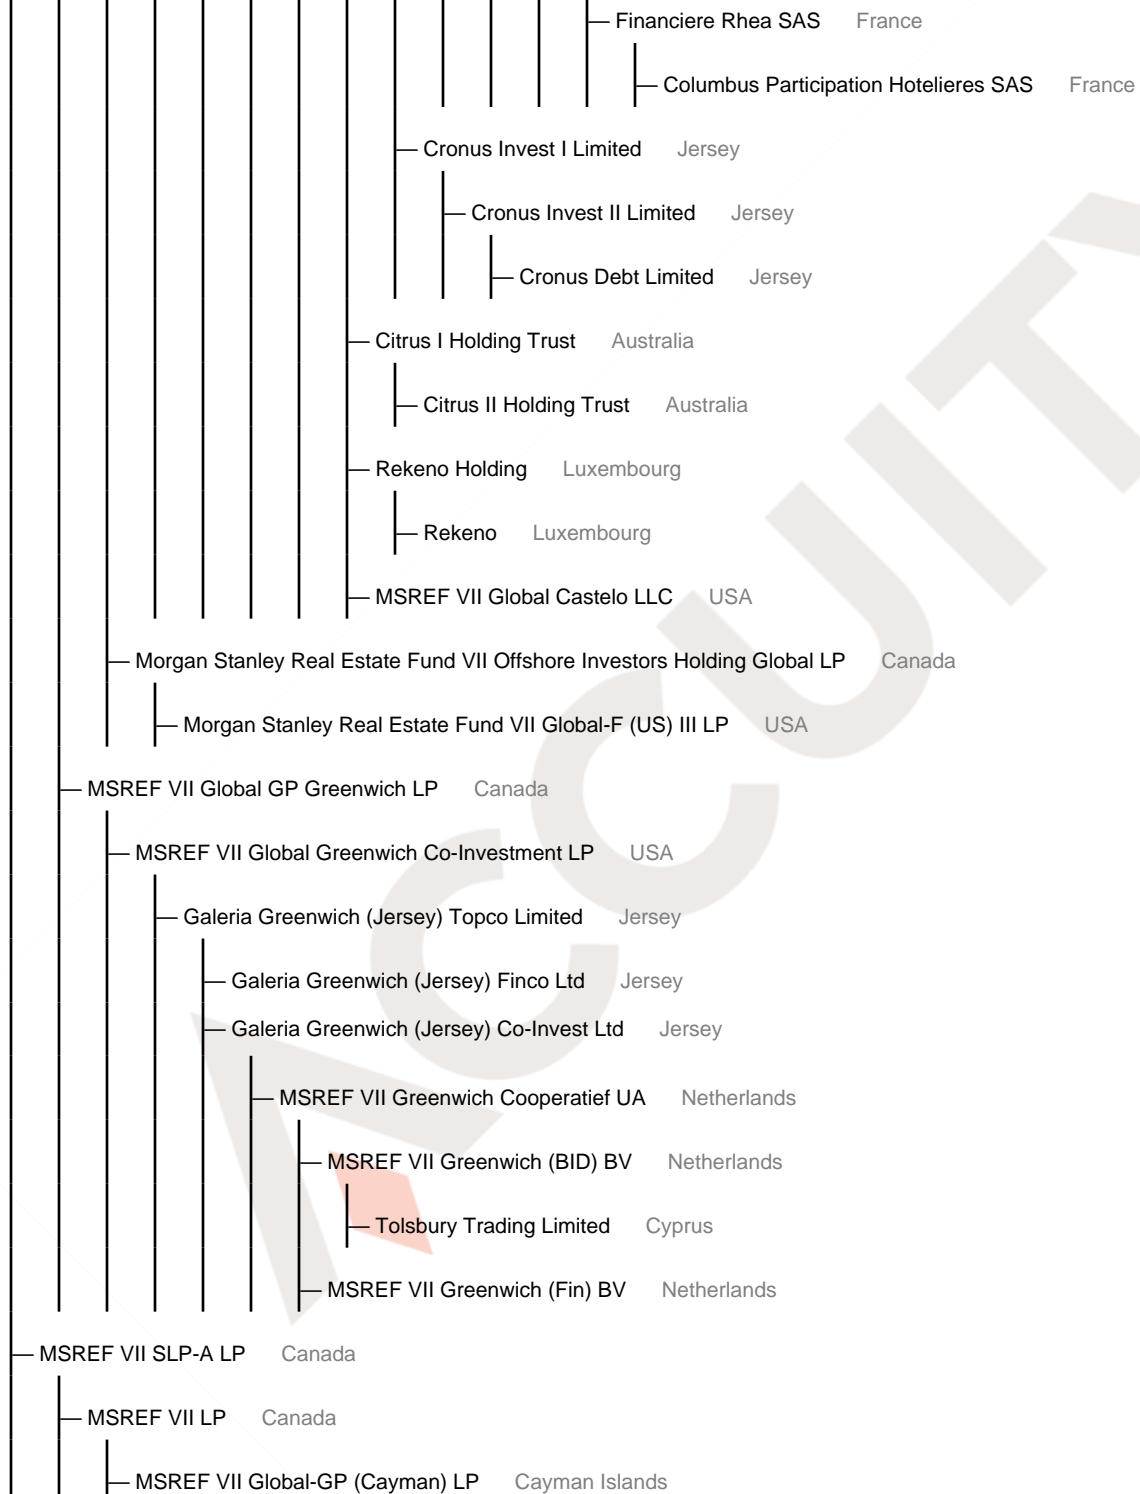 Financiere Rhea SAS France
Columbus Participation Hotelieres SAS France
Cronus Invest I Limited Jersey
Cronus Invest II Limited Jersey
Cronus Debt Limited Jersey
Citrus I Holding Trust Australia
Citrus II Holding Trust Australia
Rekeno Holding Luxembourg
Rekeno Luxembourg
MSREF VII Global Castelo LLC USA
Morgan Stanley Real Estate Fund VII Offshore Investors Holding Global LP Canada
Morgan Stanley Real Estate Fund VII Global-F (US) III LP USA
MSREF VII Global GP Greenwich LP Canada
MSREF VII Global Greenwich Co-Investment LP USA
Galeria Greenwich (Jersey) Topco Limited Jersey
Galeria Greenwich (Jersey) Finco Ltd Jersey
Galeria Greenwich (Jersey) Co-Invest Ltd Jersey
MSREF VII Greenwich Cooperatief UA Netherlands
MSREF VII Greenwich (BID) BV Netherlands
Tolsbury Trading Limited Cyprus
MSREF VII Greenwich (Fin) BV Netherlands
MSREF VII SLP-A LP Canada
MSREF VII LP Canada
MSREF VII Global-GP (Cayman) LP Cayman Islands
ACCUITY